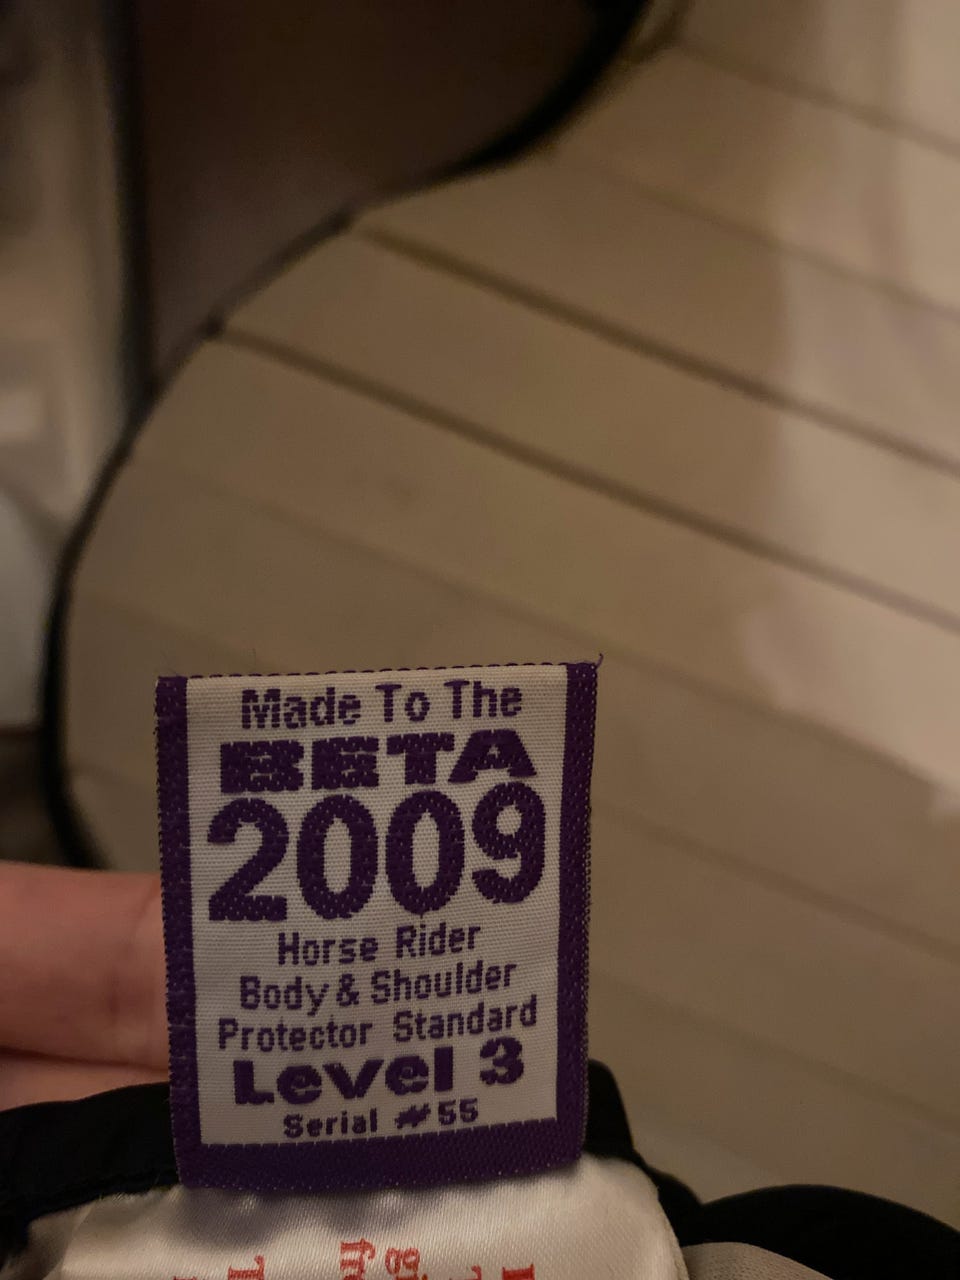 Made To The
BETA
2009
Horse Rider
Body & Shoulder
Protector Standard
Level 3
Serial #55